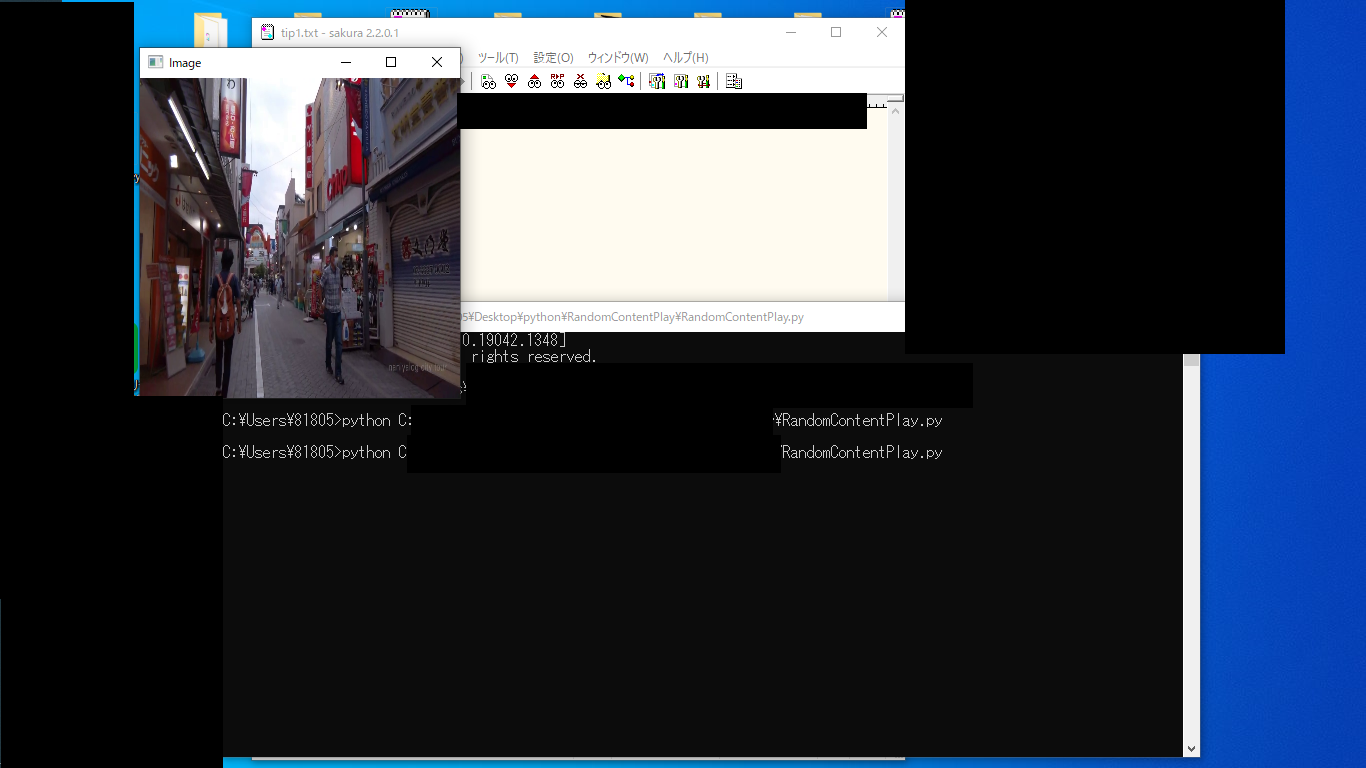 tip1.txt - sakura 2.2.0.1
Image
ツール(T) 設定(O) ウィンドウ(W) ヘルプ(H)
Chip
5¥Desktop¥python¥RandomContentPlay¥RandomContentPlay.py
0.19042.1348]
rights reserved.
C:¥Users¥81805>python C:
¥RandomContentPlay.py
C:¥Users¥81805>python C
RandomContentPlay.py